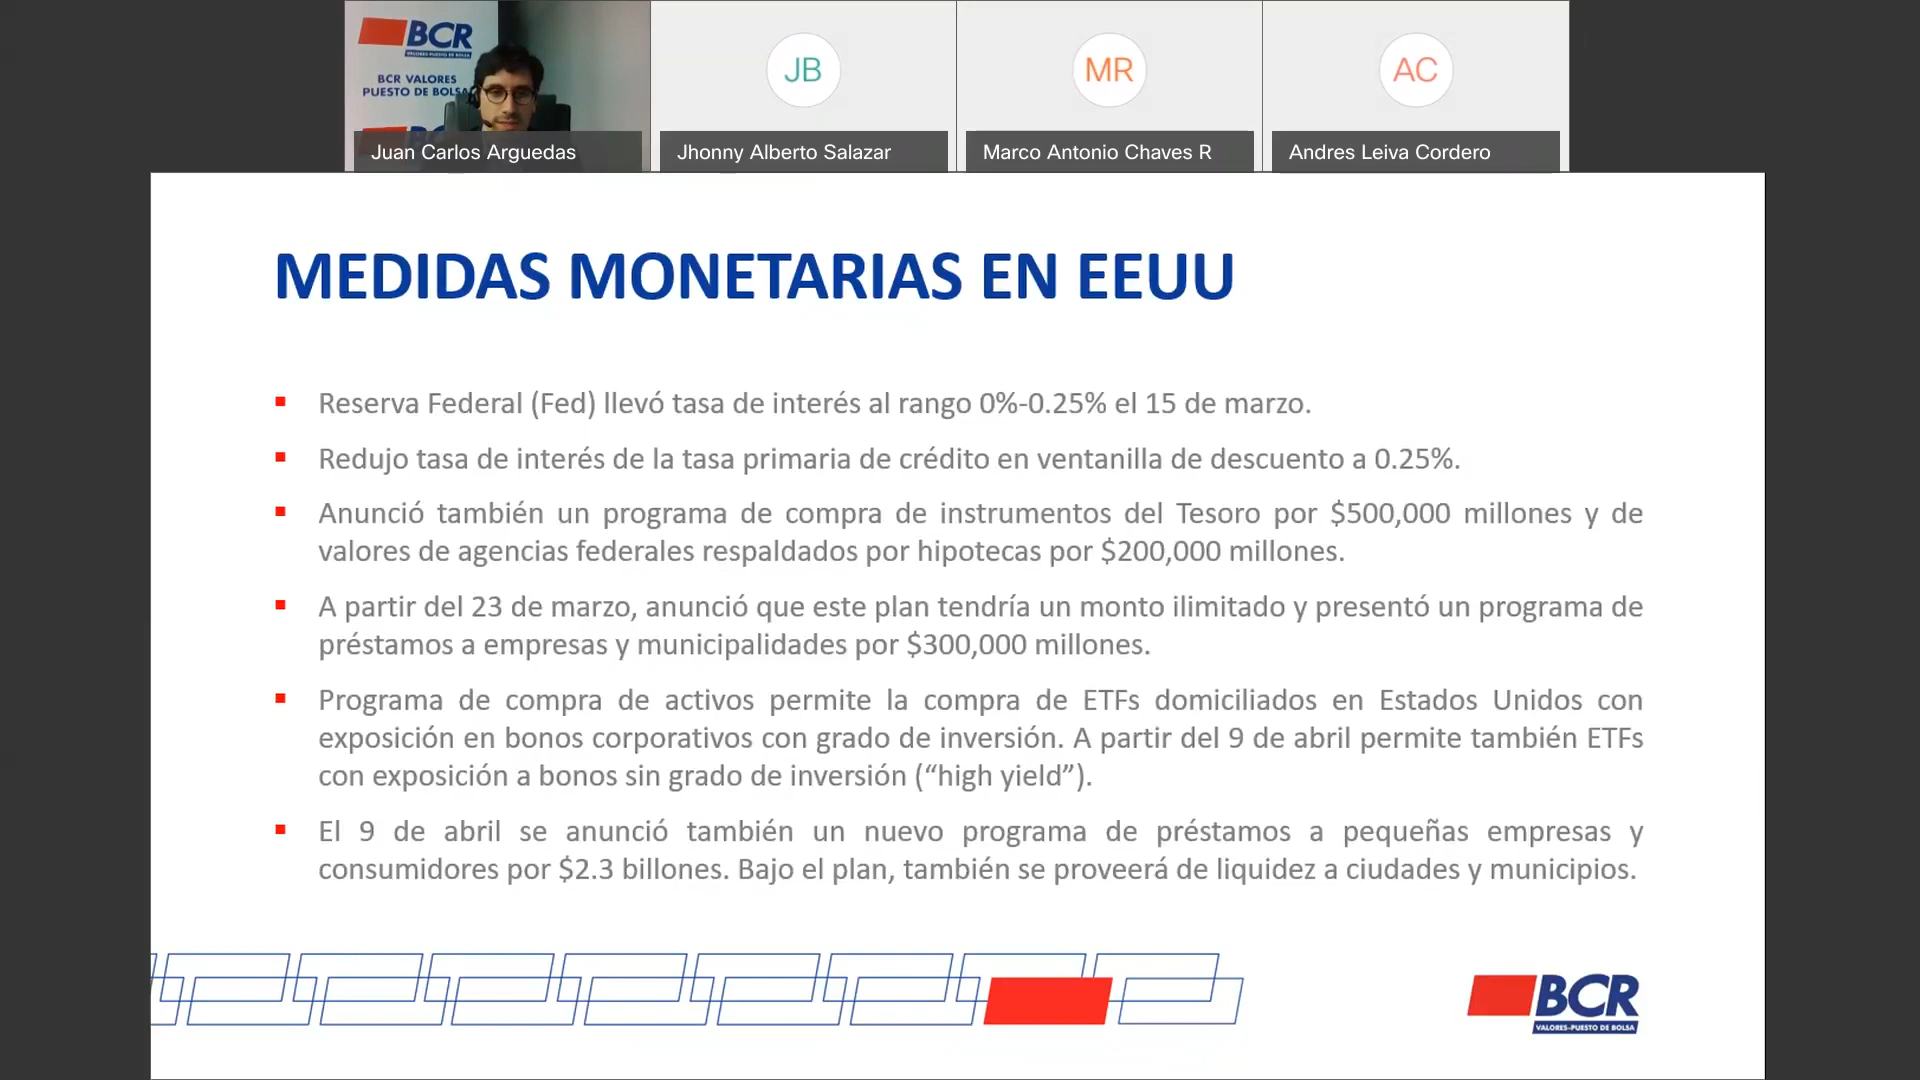 BCR
VALORES-PUESTO DE BOLSA
BCR VALORES
PUESTO DE BOLSA
JB
MR
AC
Juan Carlos Arguedas
Jhonny Alberto Salazar
Marco Antonio Chaves R
Andres Leiva Cordero
MEDIDAS MONETARIAS EN EEUU
Reserva Federal (Fed) llevó tasa de interés al rango 0%-0.25% el 15 de marzo.
Redujo tasa de interés de la tasa primaria de crédito en ventanilla de descuento a 0.25%.
Anunció también un programa de compra de instrumentos del Tesoro por $500,000 millones y de
valores de agencias federales respaldados por hipotecas por $200,000 millones.
A partir del 23 de marzo, anunció que este plan tendría un monto ilimitado y presentó un programa de
préstamos a empresas y municipalidades por $300,000 millones.
Programa de compra de activos permite la compra de ETFs domiciliados en Estados Unidos con
exposición en bonos corporativos con grado de inversión. A partir del 9 de abril permite también ETFs
con exposición a bonos sin grado de inversión (“high yield”).
El 9 de abril se anunció también un nuevo programa de préstamos a pequeñas empresas y
consumidores por $2.3 billones. Bajo el plan, también se proveerá de liquidez a ciudades y municipios.
BCR
VALORES-PUESTO DE BOLSA